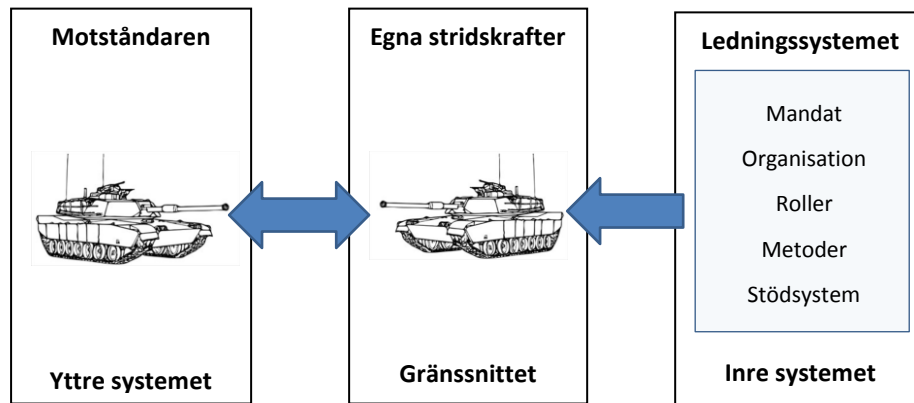 Motståndaren
Yttre systemet
Egna stridskrafter
Gränssnittet
Ledningssystemet
Mandat
Organisation
Roller
Metoder
Stödsystem
Inre systemet